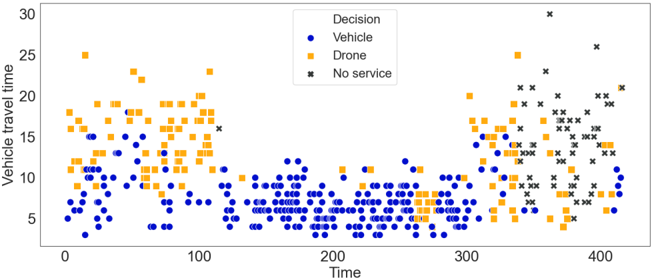 Decision
Vehicle
Drone
No service
30
25
20
15
10
5
Vehicle travel time
0 100 200 300 400
Time